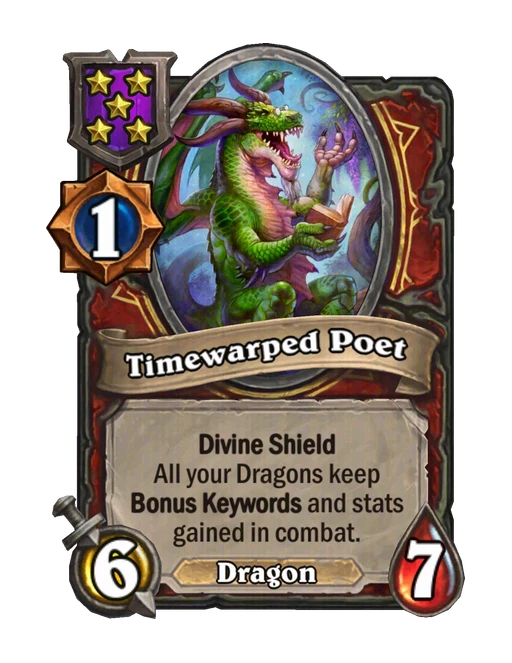 1
Timewarped Poet
Divine Shield
All your Dragons keep
Bonus Keywords and stats
gained in combat.
6
Dragon
7